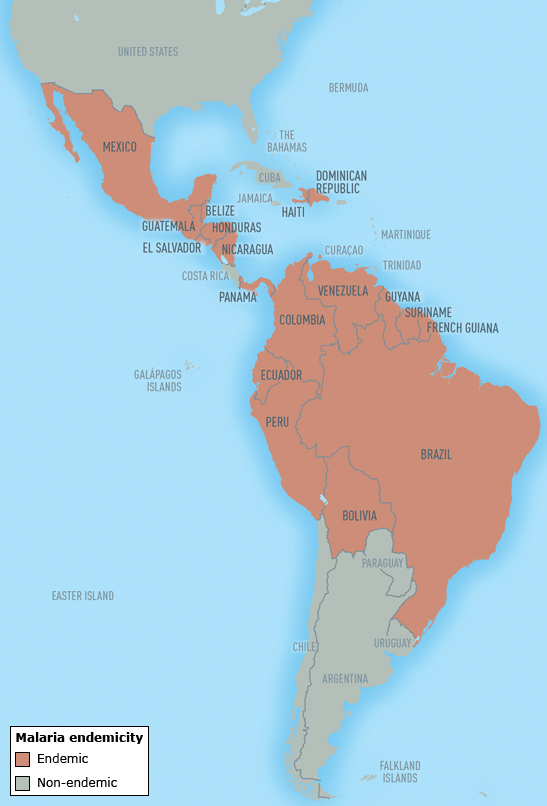 UNITED STATES
BERMUDA
THE
BAHAMAS
MEXICO
CUBA
DOMINICAN
REPUBLIC
JAMAICA
HAITI
BELIZE
GUATEMALA
HONDURAS
MARTINIQUE
EL SALVADOR
NICARAGUA
CURAÇAO
TRINIDAD
COSTA RICA
PANAMA
VENEZUELA
GUYANA
SURINAME
COLOMBIA
FRENCH GUIANA
GALÁPAGOS
ISLANDS
ECUADOR
PERU
BRAZIL
BOLIVIA
PARAGUAY
EASTER ISLAND
CHILE
URUGUAY
ARGENTINA
FALKLAND
ISLANDS
Malaria endemicity
Endemic
Non-endemic